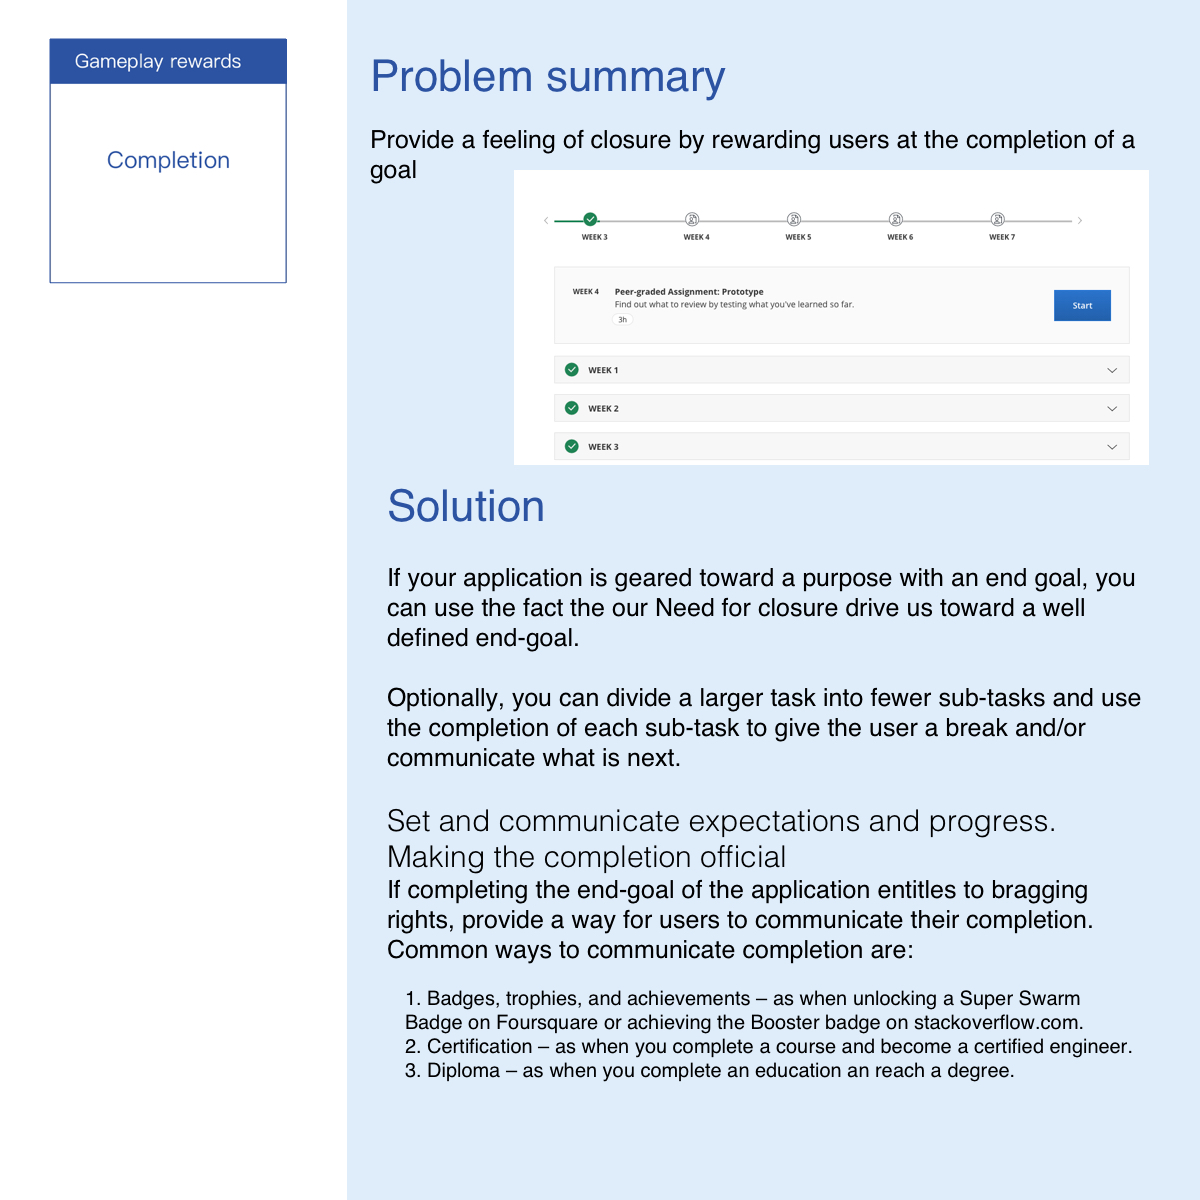 Gameplay rewards
Completion
Problem summary
Provide a feeling of closure by rewarding users at the completion of a
goal
WEEK 3
WEEK 4
WEEK 5
WEEK 6
WEEK 7
WEEK 4
Peer-graded Assignment: Prototype
Find out what to review by testing what you've learned so far.
3h
Start
WEEK 1
WEEK 2
WEEK 3
Solution
If your application is geared toward a purpose with an end goal, you
can use the fact the our Need for closure drive us toward a well
defined end-goal.
Optionally, you can divide a larger task into fewer sub-tasks and use
the completion of each sub-task to give the user a break and/or
communicate what is next.
Set and communicate expectations and progress.
Making the completion official
If completing the end-goal of the application entitles to bragging
rights, provide a way for users to communicate their completion.
Common ways to communicate completion are:
1. Badges, trophies, and achievements – as when unlocking a Super Swarm
Badge on Foursquare or achieving the Booster badge on stackoverflow.com.
2. Certification – as when you complete a course and become a certified engineer.
3. Diploma – as when you complete an education an reach a degree.